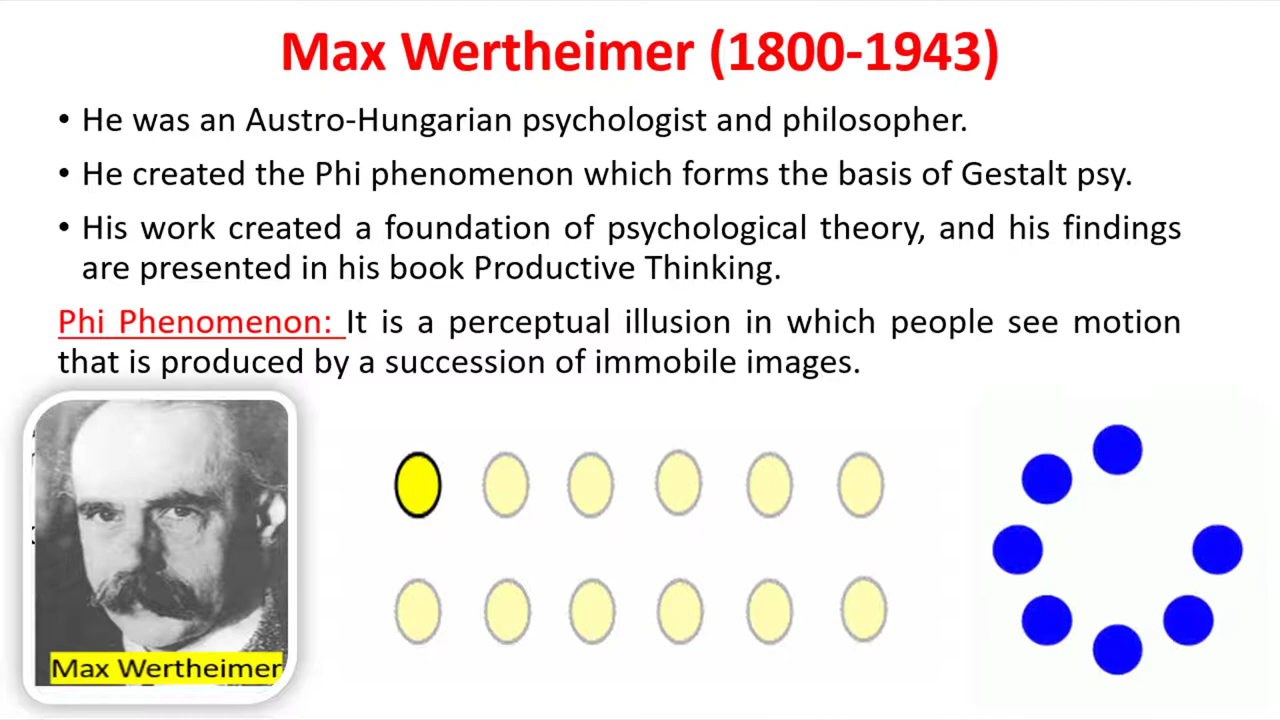 Max Wertheimer (1800-1943)
• He was an Austro-Hungarian psychologist and philosopher.
• He created the Phi phenomenon which forms the basis of Gestalt psy.
• His work created a foundation of psychological theory, and his findings
are presented in his book Productive Thinking.
Phi Phenomenon: It is a perceptual illusion in which people see motion
that is produced by a succession of immobile images.
Max Wertheimer